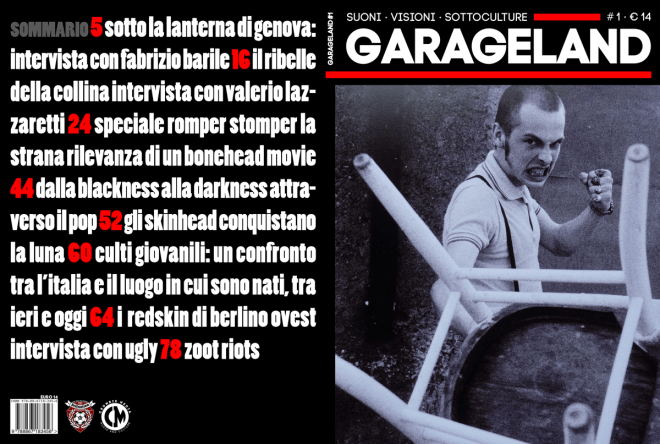 SOMMARIO 5 sotto la lanterna di genova:
intervista con fabrizio barile 16 il ribelle
della collina intervista con valerio laz-
zaretti 24 speciale romper stomper la
strana rilevanza di un bonehead movie
44 dalla blackness alla darkness attra-
verso il pop 52 gli skinhead conquistano
la luna 60 culti giovanili: un confronto
tra l'italia e il luogo in cui sono nati, tra
ieri e oggi 64 i redskin di berlino ovest
intervista con ugly 78 zoot riots
EURO 14
GARAGELAND #1
SUONI · VISIONI · SOTTOCULTURE
#1 · € 14
GARAGELAND